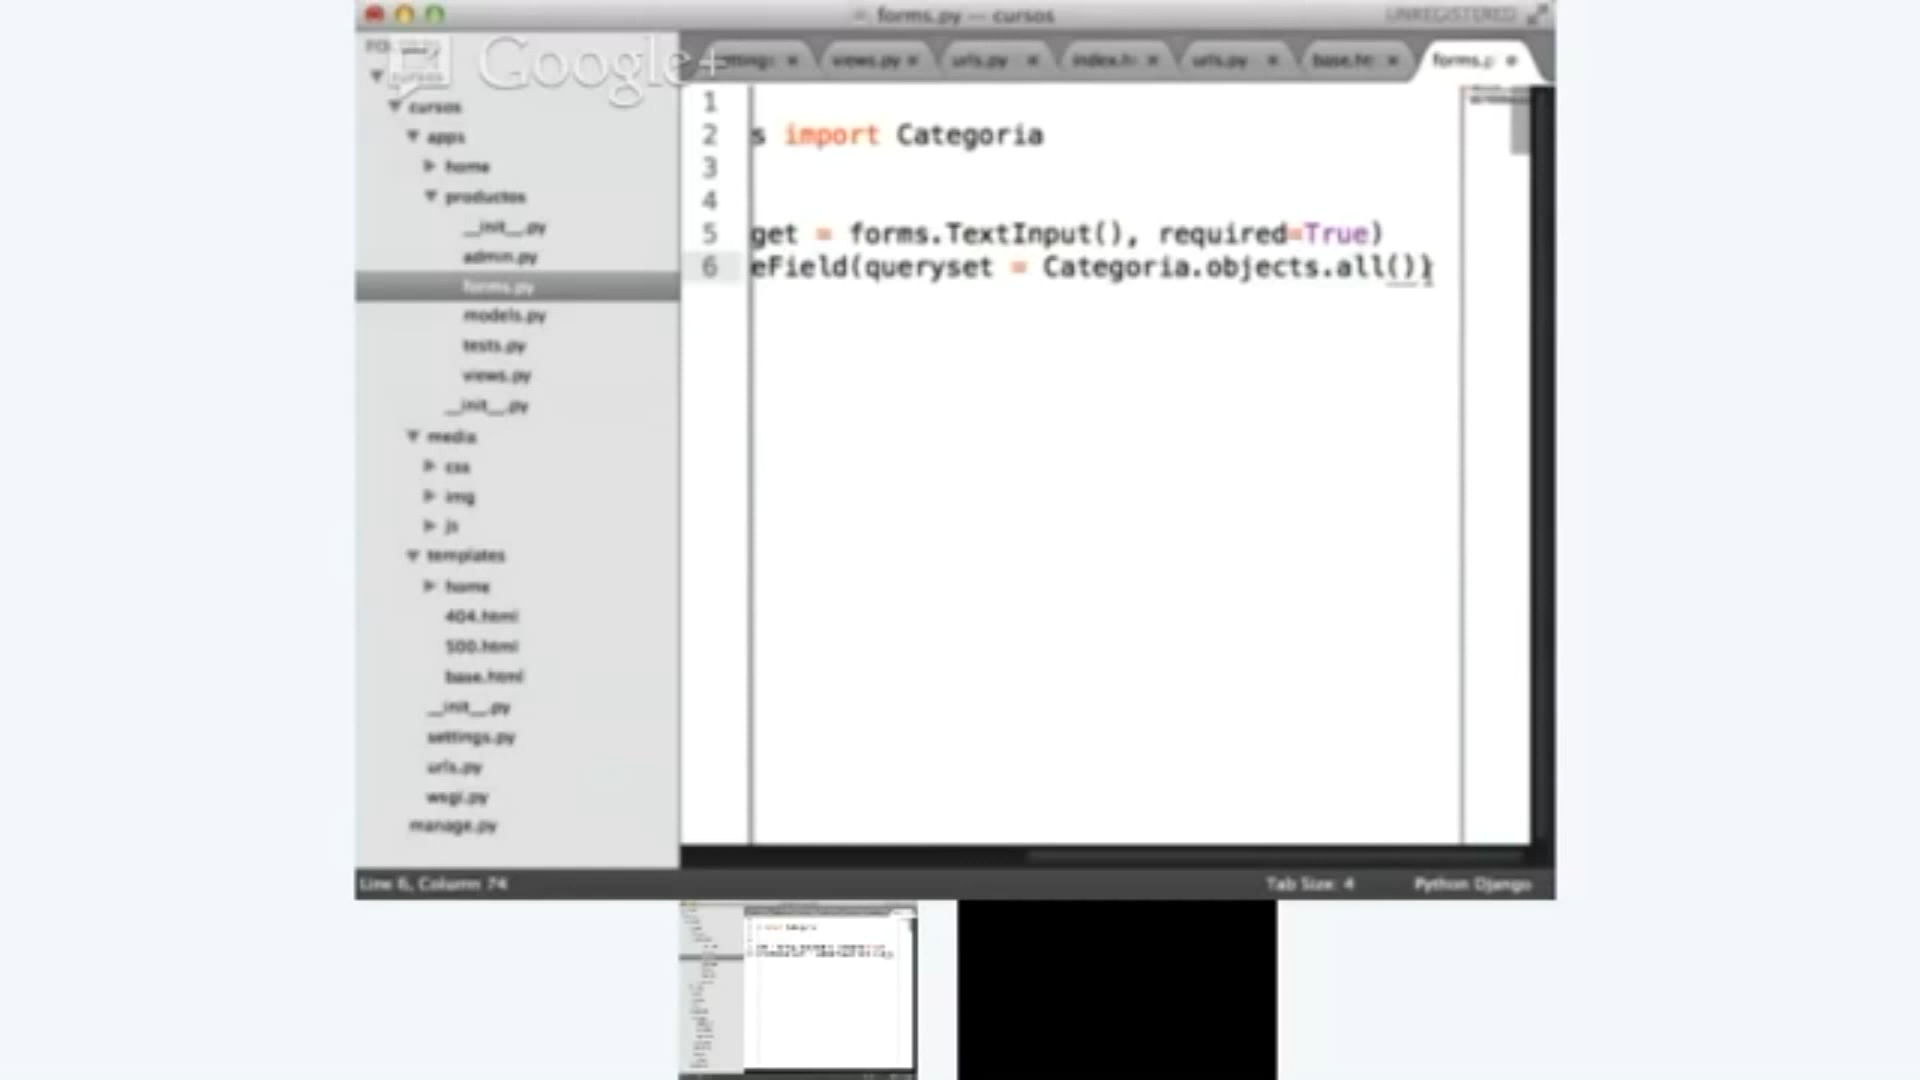 forms.py — cursos
UNREGISTERED
Google+
views.py
urls.py
index.h
urls.py
base.ht
forms.p
cursos
cursos
apps
home
productos
__init__.py
admin.py
forms.py
models.py
tests.py
views.py
__init__.py
media
css
img
js
templates
home
404.html
500.html
base.html
__init__.py
settings.py
urls.py
wsgi.py
manage.py
1
2 s import Categoria
3
4
5 get = forms.TextInput(), required=True)
6 eField(queryset = Categoria.objects.all())
Line 6, Column 74
Tab Size: 4
Python Django